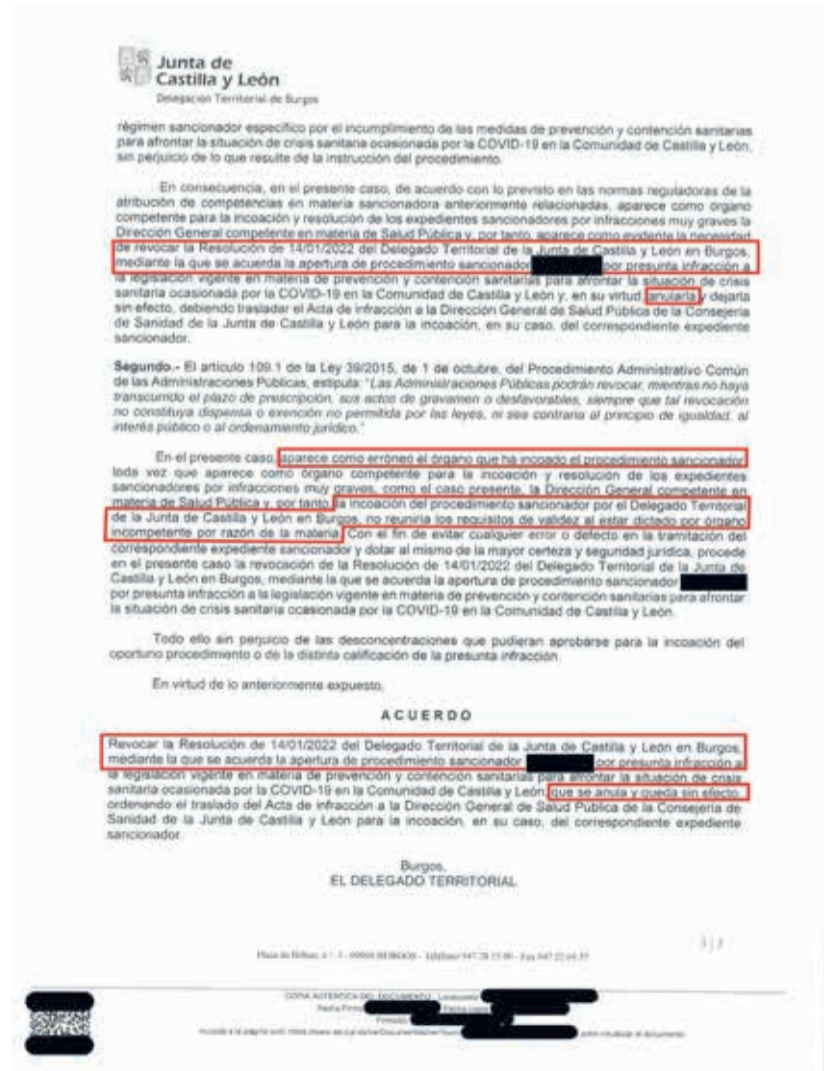 Junta de
Castilla y León
Delegación Territorial de Burgos
régimen sancionador específico por el incumplimiento de las medidas de prevención y contención sanitarias
para afrontar la situación de crisis sanitaria ocasionada por la COVID-19 en la Comunidad de Castilla y León,
sin perjuicio de lo que resulte de la instrucción del procedimiento.
En consecuencia, en el presente caso, de acuerdo con lo previsto en las normas reguladoras de la
atribución de competencias en materia sancionadora anteriormente relacionadas, aparece como órgano
competente para la incoación y resolución de los expedientes sancionadores por infracciones muy graves la
Dirección General competente en materia de Salud Pública y, por tanto, aparece como evidente la necesidad
de revocar la Resolución de 14/01/2022 del Delegado Territorial de la Junta de Castilla y León en Burgos,
mediante la que se acuerda la apertura de procedimiento sancionador por presunta infracción a
la legislación vigente en materia de prevención y contención sanitarias para afrontar la situación de crisis
sanitaria ocasionada por la COVID-19 en la Comunidad de Castilla y León y, en su virtud, anularla y dejarla
sin efecto, debiendo trasladar el Acta de infracción a la Dirección General de Salud Pública de la Consejería
de Sanidad de la Junta de Castilla y León para la incoación, en su caso, del correspondiente expediente
sancionador.
Segundo.- El artículo 109.1 de la Ley 39/2015, de 1 de octubre, del Procedimiento Administrativo Común
de las Administraciones Públicas, estipula: "Las Administraciones Públicas podrán revocar, mientras no haya
transcurrido el plazo de prescripción, sus actos de gravamen o desfavorables, siempre que tal revocación
no constituya dispensa o exención no permitida por las leyes, ni sea contraria al principio de igualdad, al
interés público o al ordenamiento jurídico."
En el presente caso, aparece como erróneo el órgano que ha incoado el procedimiento sancionador,
toda vez que aparece como órgano competente para la incoación y resolución de los expedientes
sancionadores por infracciones muy graves, como el caso presente, la Dirección General competente en
materia de Salud Pública y, por tanto, la incoación del procedimiento sancionador por el Delegado Territorial
de la Junta de Castilla y León en Burgos, no reuniría los requisitos de validez al estar dictado por órgano
incompetente por razón de la materia. Con el fin de evitar cualquier error o defecto en la tramitación del
correspondiente expediente sancionador y dotar al mismo de la mayor certeza y seguridad jurídica, procede
en el presente caso la revocación de la Resolución de 14/01/2022 del Delegado Territorial de la Junta de
Castilla y León en Burgos, mediante la que se acuerda la apertura de procedimiento sancionador
por presunta infracción a la legislación vigente en materia de prevención y contención sanitarias para afrontar
la situación de crisis sanitaria ocasionada por la COVID-19 en la Comunidad de Castilla y León.
Todo ello sin perjuicio de las desconcentraciones que pudieran aprobarse para la incoación del
oportuno procedimiento o de la distinta calificación de la presunta infracción.
En virtud de lo anteriormente expuesto,
ACUERDO
Revocar la Resolución de 14/01/2022 del Delegado Territorial de la Junta de Castilla y León en Burgos,
mediante la que se acuerda la apertura de procedimiento sancionador por presunta infracción a
la legislación vigente en materia de prevención y contención sanitarias para afrontar la situación de crisis
sanitaria ocasionada por la COVID-19 en la Comunidad de Castilla y León, que se anula y queda sin efecto,
ordenando el traslado del Acta de infracción a la Dirección General de Salud Pública de la Consejería de
Sanidad de la Junta de Castilla y León para la incoación, en su caso, del correspondiente expediente
sancionador.
Burgos,
EL DELEGADO TERRITORIAL
Plaza de Bilbao, n.º
COPIA AUTENTICA DEL DOCUMENTO
Fecha Firma
para visualizar el documento